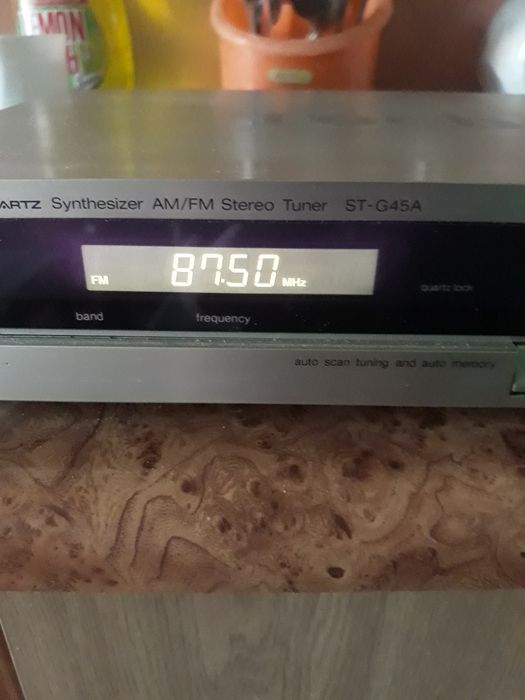 Synthesizer AM/FM Stereo Tuner ST-G45A
FM 87.50 MHz
quartz lock
band frequency
auto scan tuning and auto memory